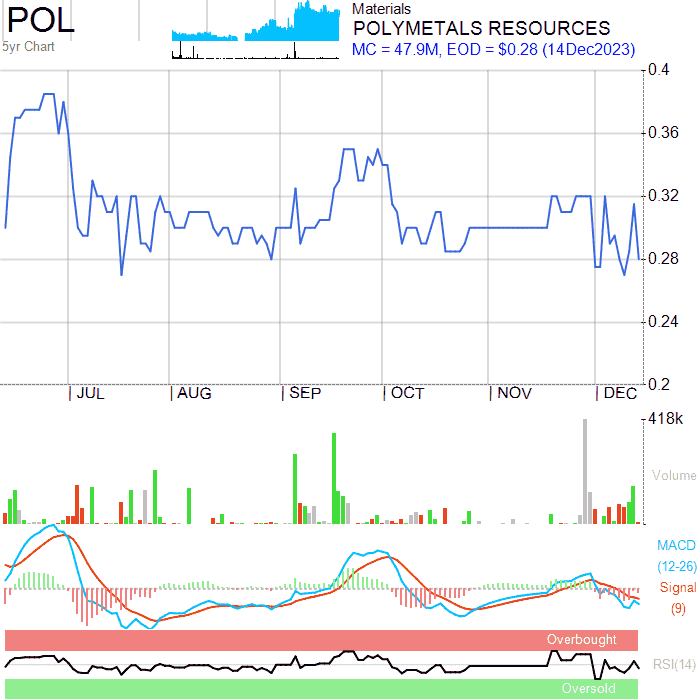 POL
5yr Chart
Materials
POLYMETALS RESOURCES
MC = 47.9M, EOD = $0.28 (14Dec2023)
0.4
0.36
0.32
0.28
0.24
0.2
JUL AUG SEP OCT NOV DEC
418k
Volume
MACD
(12-26)
Signal
(9)
Overbought
RSI(14)
Oversold